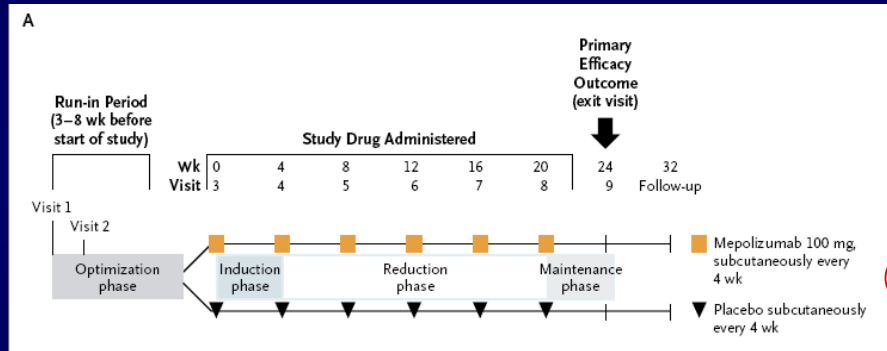 A
Primary
Efficacy
Outcome
(exit visit)
Run-in Period
(3–8 wk before
start of study)
Study Drug Administered
Wk 0 4 8 12 16 20 24 32
Visit 3 4 5 6 7 8 9 Follow-up
Visit 1
Visit 2
Optimization
phase
Induction
phase
Reduction
phase
Maintenance
phase
Mepolizumab 100 mg,
subcutaneously every
4 wk
Placebo subcutaneously
every 4 wk